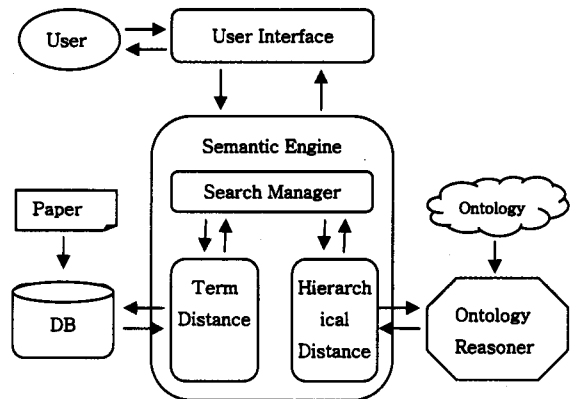 User
User Interface
Semantic Engine
Search Manager
Paper
Ontology
Term
Distance
Hierarch
ical
Distance
DB
Ontology
Reasoner